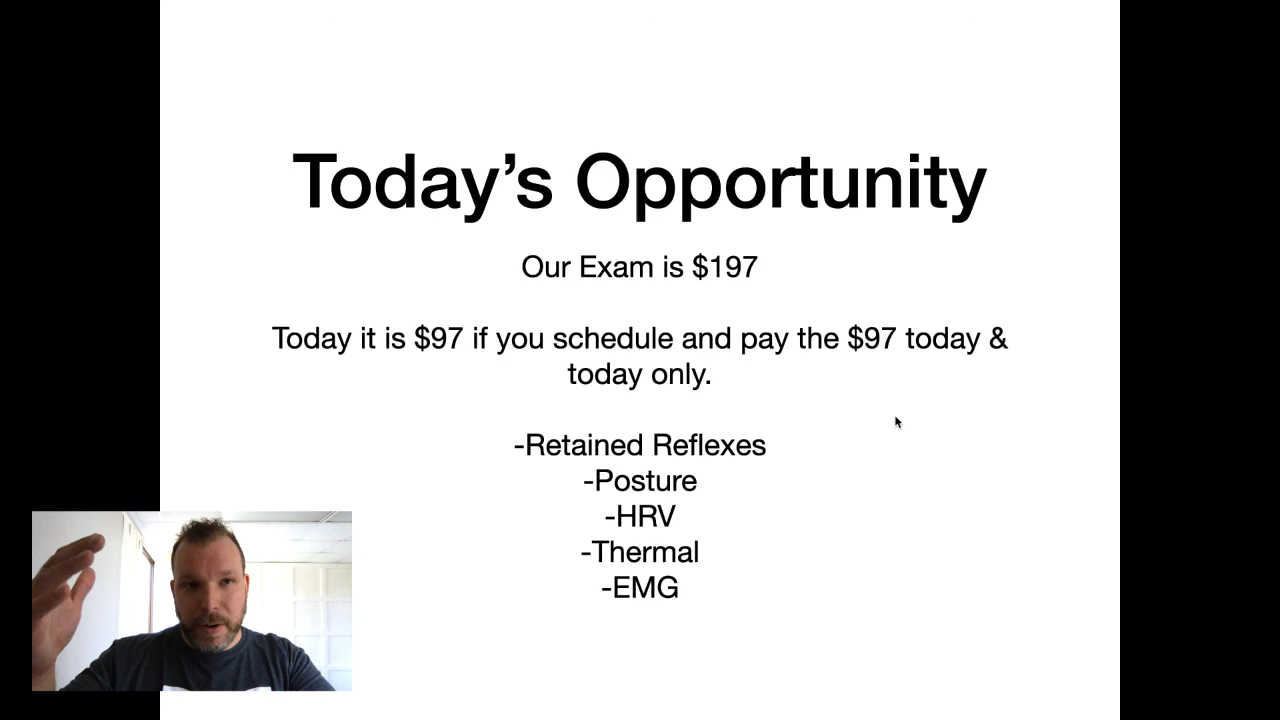 Today’s Opportunity
Our Exam is $197
Today it is $97 if you schedule and pay the $97 today &
today only.
-Retained Reflexes
-Posture
-HRV
-Thermal
-EMG